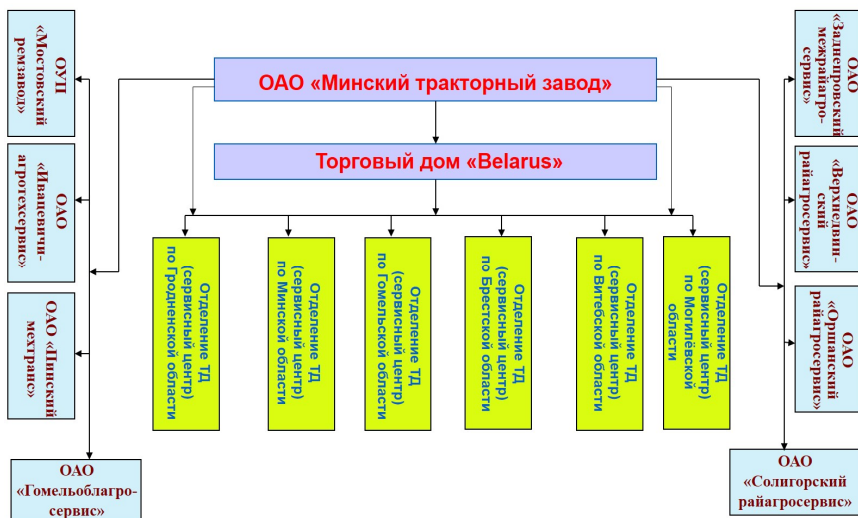 ОУП
«Мостовский
ремзавод»
ОАО
«Ивацевичи-
агротехсервис»
ОАО «Пинский
мехтранс»
ОАО
«Гомельоблагро-
сервис»
ОАО «Минский тракторный завод»
Торговый дом «Belarus»
Отделение ТД
(сервисный центр)
по Гродненской области
Отделение ТД
(сервисный центр)
по Минской области
Отделение ТД
(сервисный центр)
по Гомельской области
Отделение ТД
(сервисный центр)
по Брестской области
Отделение ТД
(сервисный центр)
по Витебской области
Отделение ТД
(сервисный центр)
по Могилёвской
области
ОАО
«Заднепровский
межрайагро-
сервис»
ОАО
«Верхнедвин-
ский
райагросервис»
ОАО
«Оршанский
райагросервис»
ОАО
«Солигорский
райагросервис»